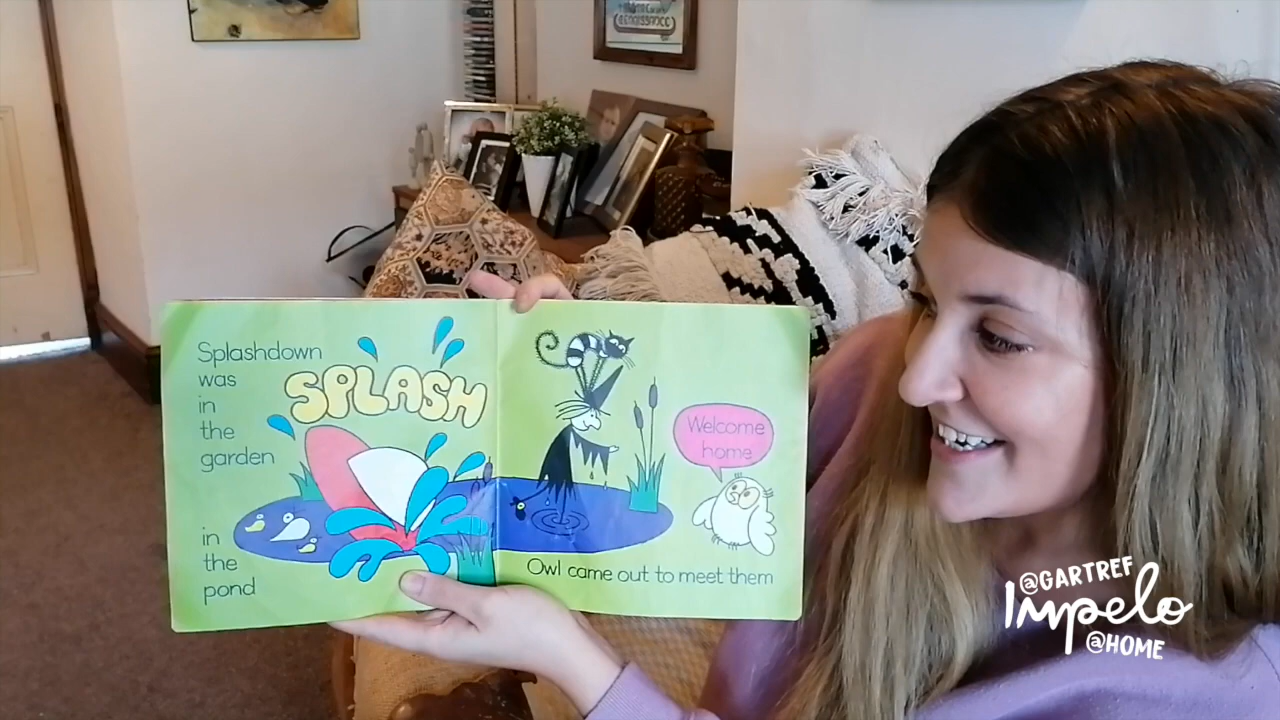 RENAISSANCE
Splashdown
was
in
the
garden
SPLASH
in
the
pond
Welcome
home
Owl came out to meet them
@GARTREF
Impelo
@HOME